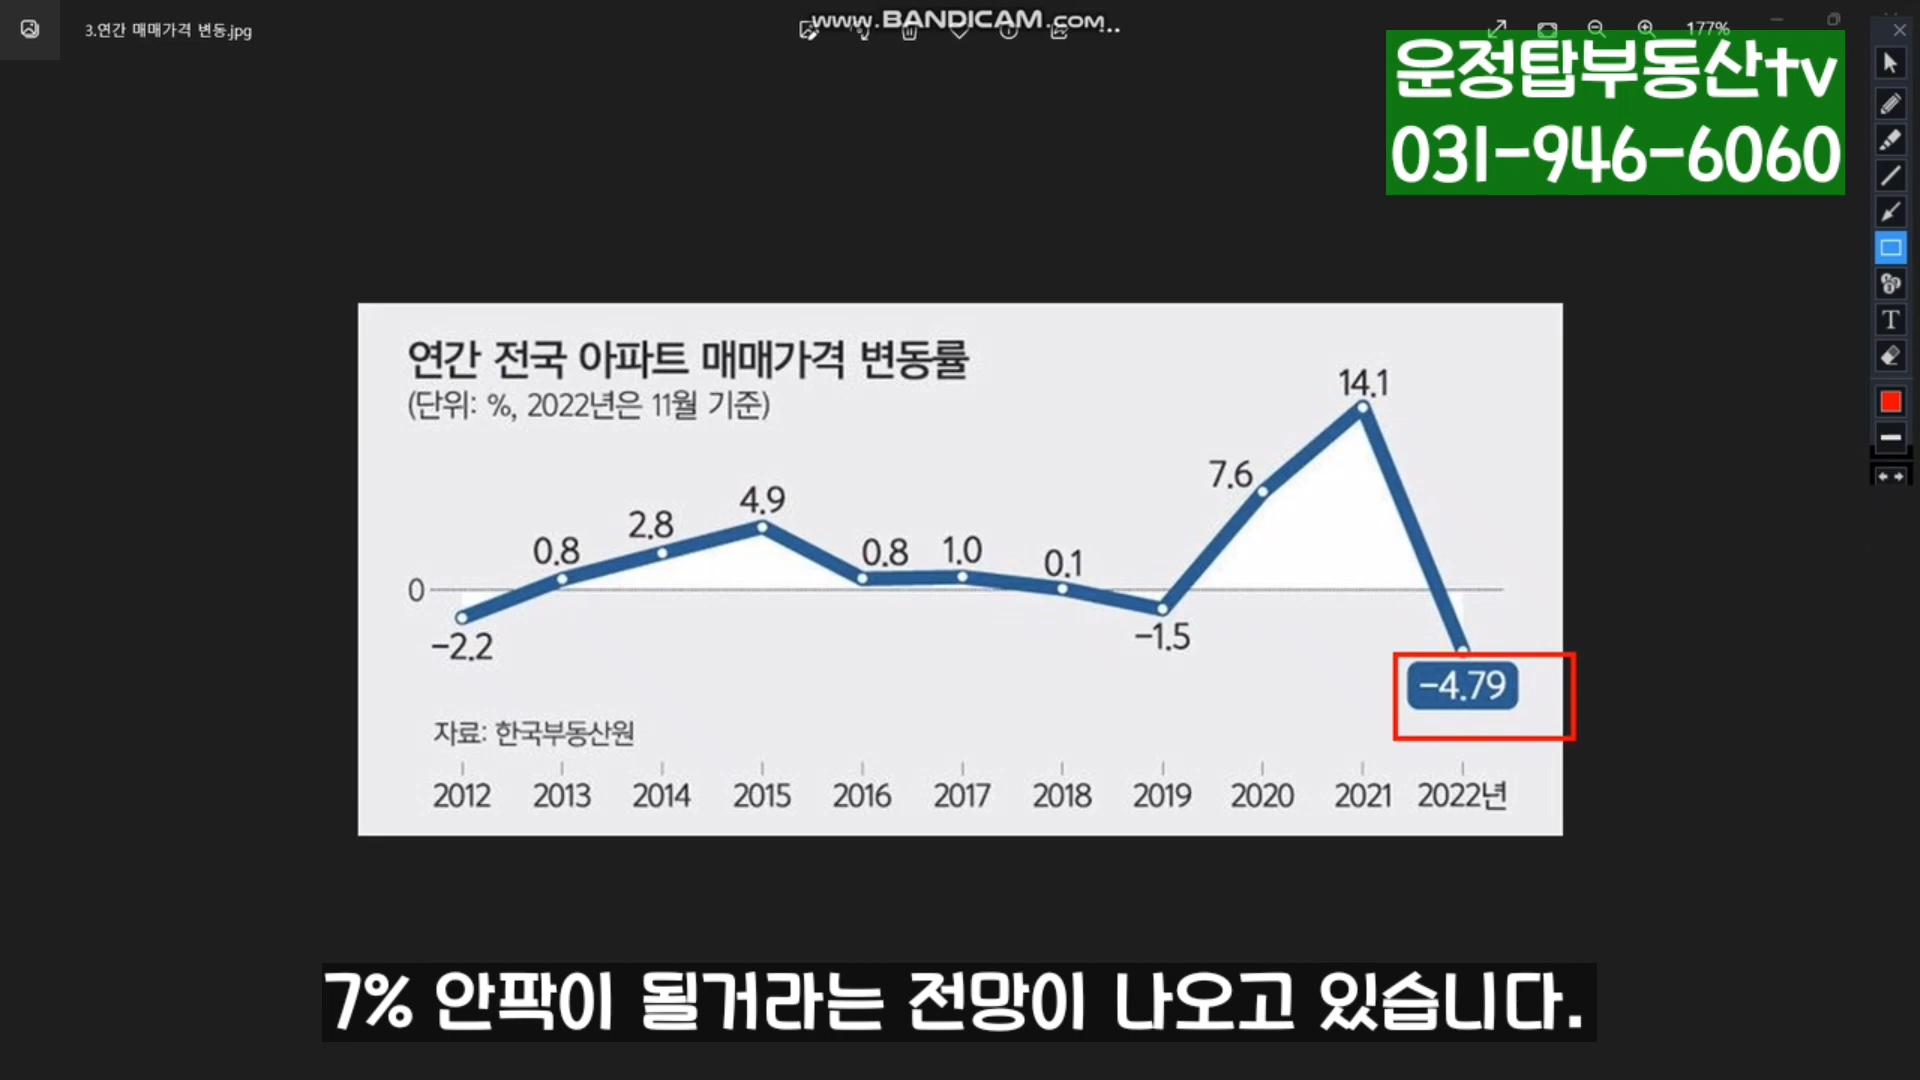 3.연간 매매가격 변동.jpg
www.BANDICAM.com
177%
운정탑부동산tv
031-946-6060
연간 전국 아파트 매매가격 변동률
(단위: %, 2022년은 11월 기준)
14.1
7.6
4.9
2.8
0.8
0.8
1.0
0.1
0
-2.2
-1.5
-4.79
자료: 한국부동산원
2012 2013 2014 2015 2016 2017 2018 2019 2020 2021 2022년
7% 안팍이 될거라는 전망이 나오고 있습니다.